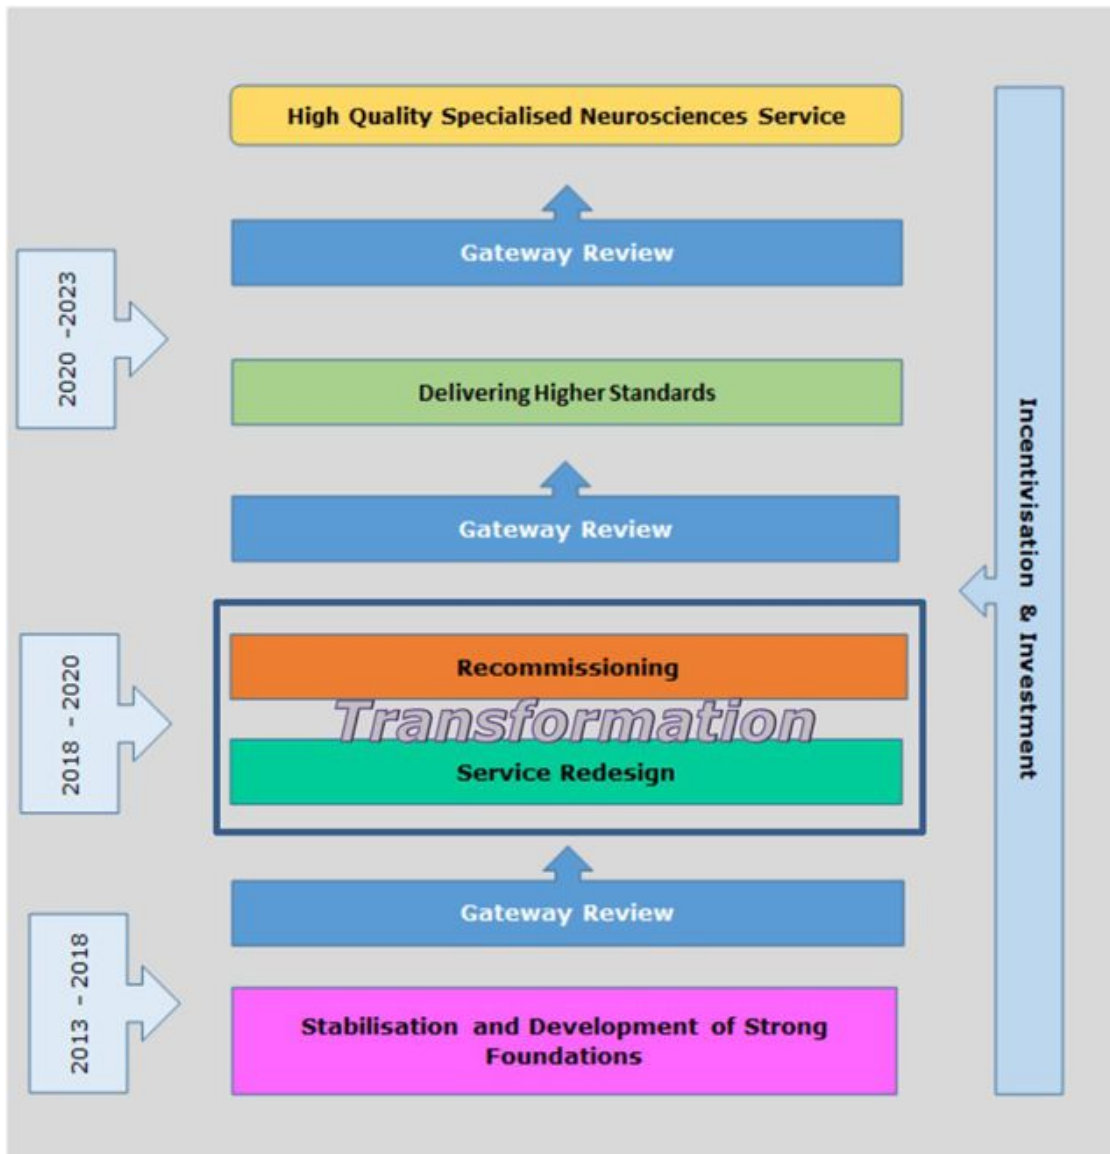 High Quality Specialised Neurosciences Service
Gateway Review
2020 -2023
Delivering Higher Standards
Gateway Review
Incentivisation & Investment
Recommissioning
2018 – 2020
Transformation
Service Redesign
Gateway Review
2013 – 2018
Stabilisation and Development of Strong
Foundations